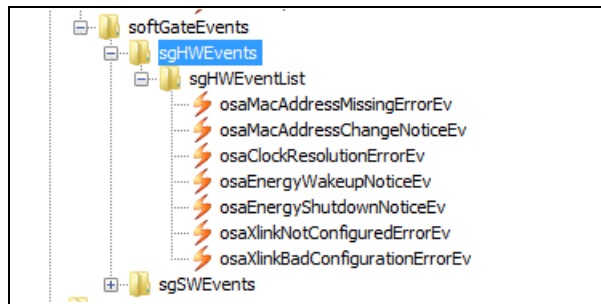 softGateEvents
sgHWEvents
sgHWEventList
osaMacAddressMissingErrorEv
osaMacAddressChangeNoticeEv
osaClockResolutionErrorEv
osaEnergyWakeupNoticeEv
osaEnergyShutdownNoticeEv
osaXlinkNotConfiguredErrorEv
osaXlinkBadConfigurationErrorEv
sgSWEvents